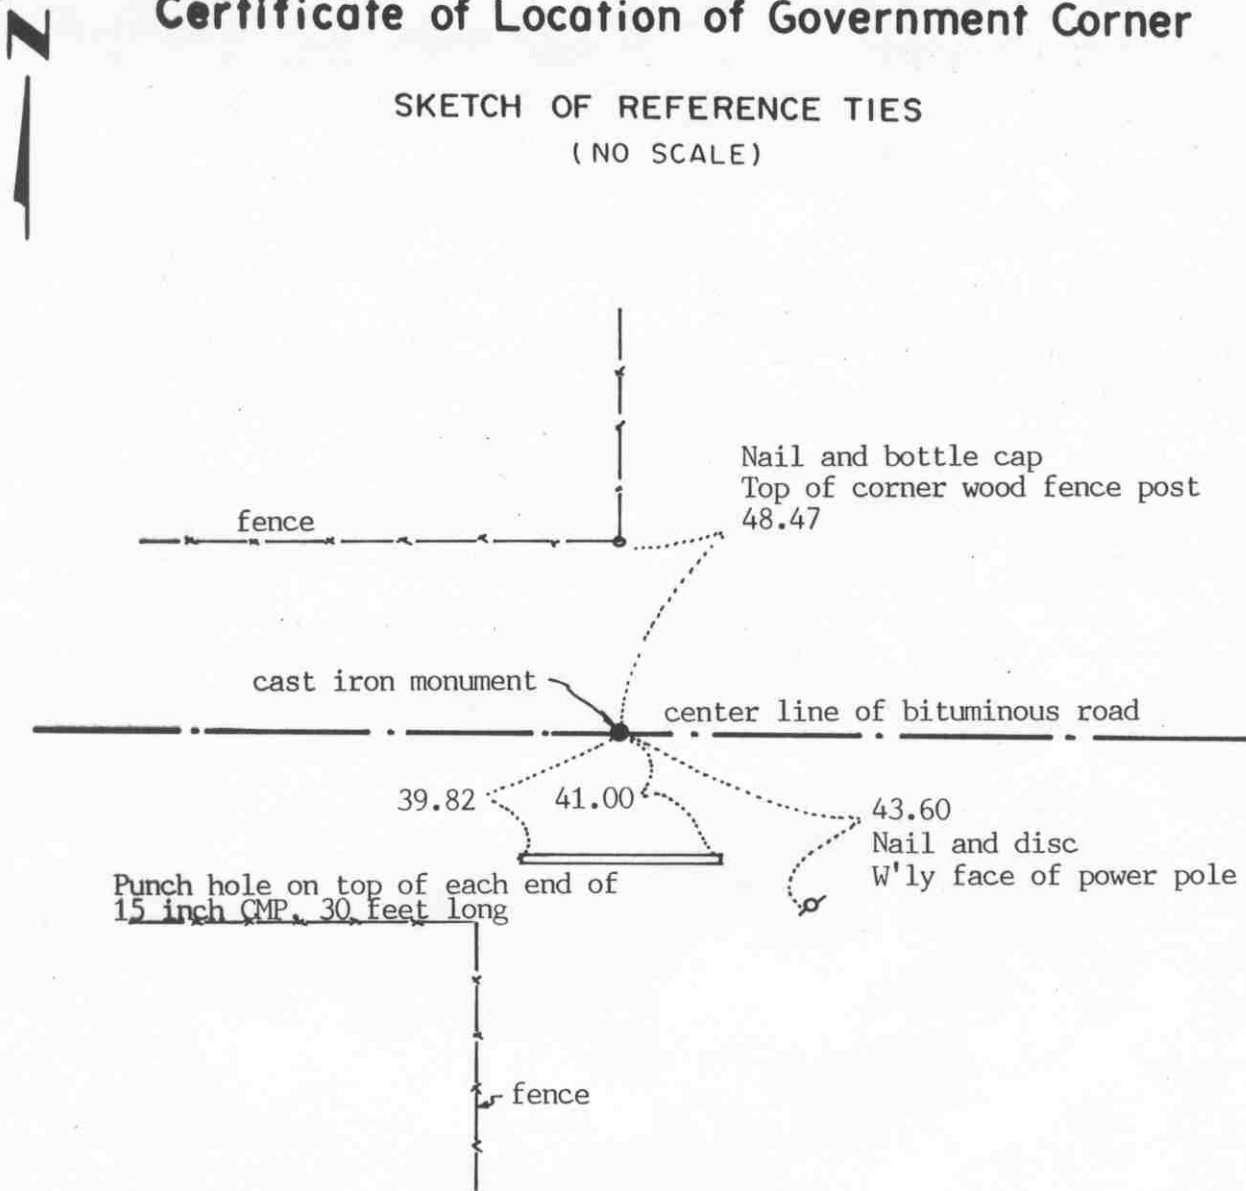 Certificate of Location of Government Corner
N
SKETCH OF REFERENCE TIES
(NO SCALE)
Nail and bottle cap
Top of corner wood fence post
48.47
fence
cast iron monument
center line of bituminous road
39.82
41.00
43.60
Nail and disc
W'ly face of power pole
Punch hole on top of each end of
15 inch CMP, 30 feet long
fence